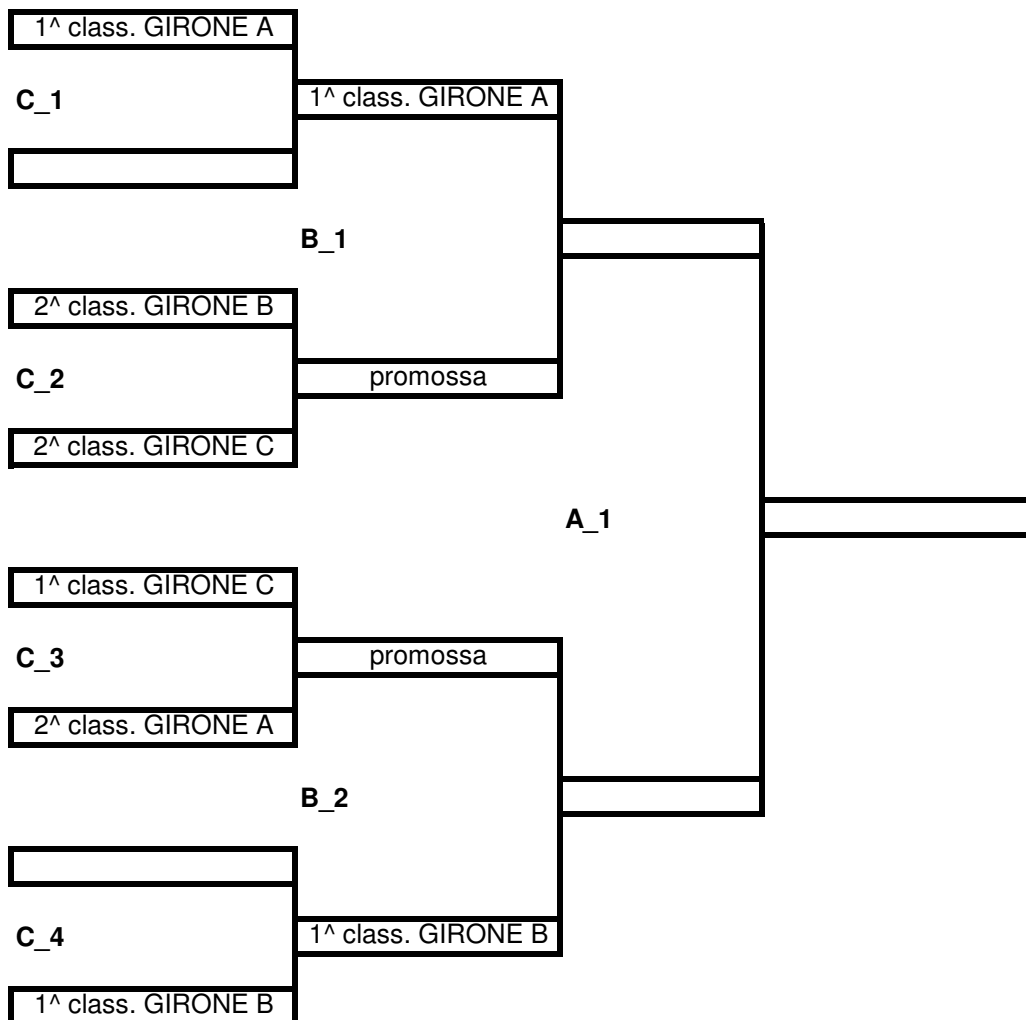 1^ class. GIRONE A
C_1
1^ class. GIRONE A
B_1
2^ class. GIRONE B
C_2
promossa
2^ class. GIRONE C
A_1
1^ class. GIRONE C
C_3
promossa
2^ class. GIRONE A
B_2
C_4
1^ class. GIRONE B
1^ class. GIRONE B